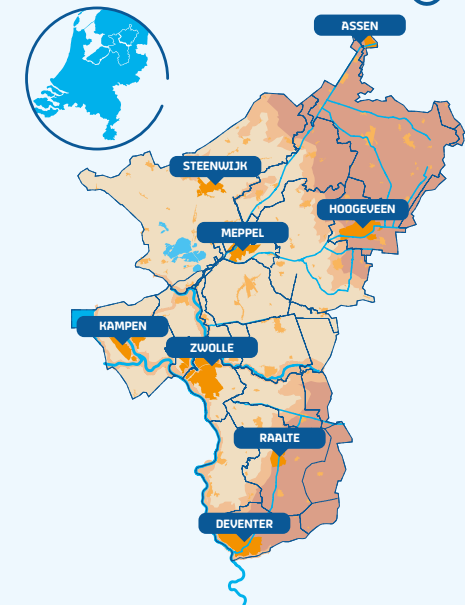 ASSEN
STEENWIJK
HOOGEVEEN
MEPPEL
KAMPEN
ZWOLLE
RAALTE
DEVENTER